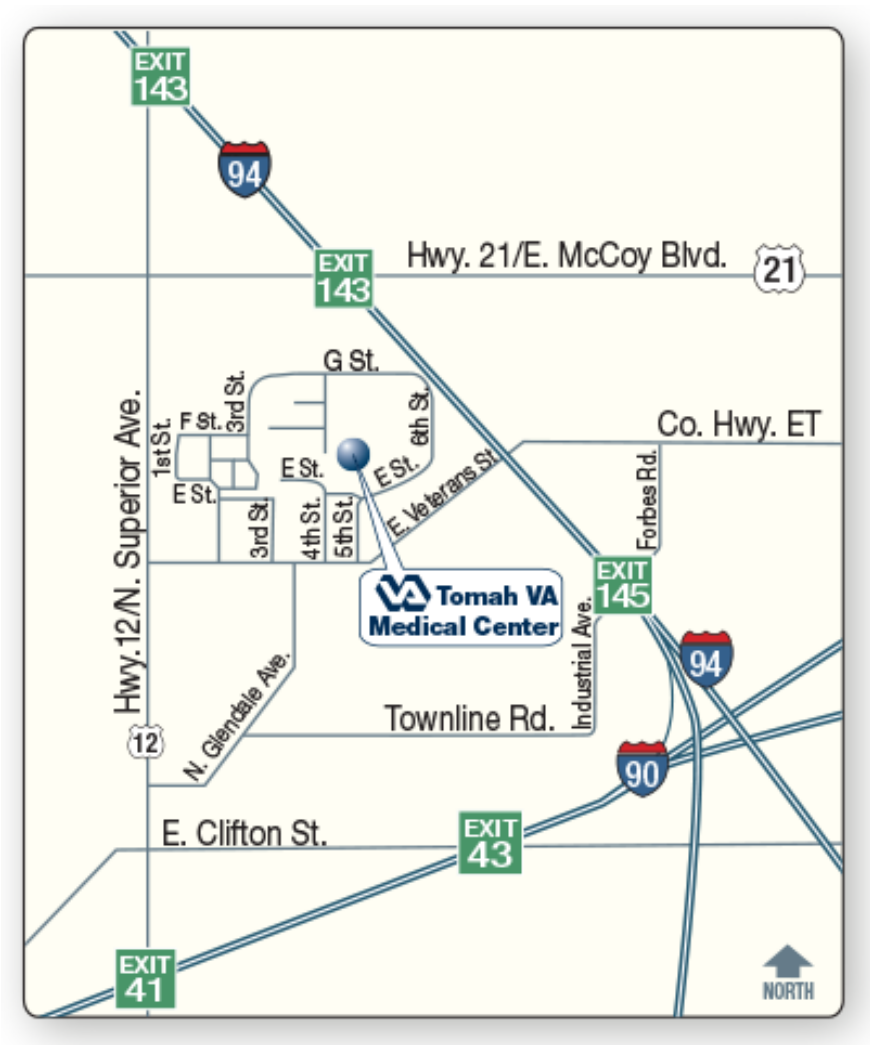 EXIT
143
94
EXIT
143
Hwy. 21/E. McCoy Blvd.
21
G St.
3rd St.
6th St.
F St.
1st St.
Co. Hwy. ET
E St.
E St.
E St.
E. Veterans St.
Forbes Rd.
3rd St.
4th St.
5th St.
Hwy.12/N. Superior Ave.
EXIT
145
VA Tomah VA
Medical Center
Industrial Ave.
94
N. Glendale Ave.
Townline Rd.
12
90
E. Clifton St.
EXIT
43
EXIT
41
NORTH